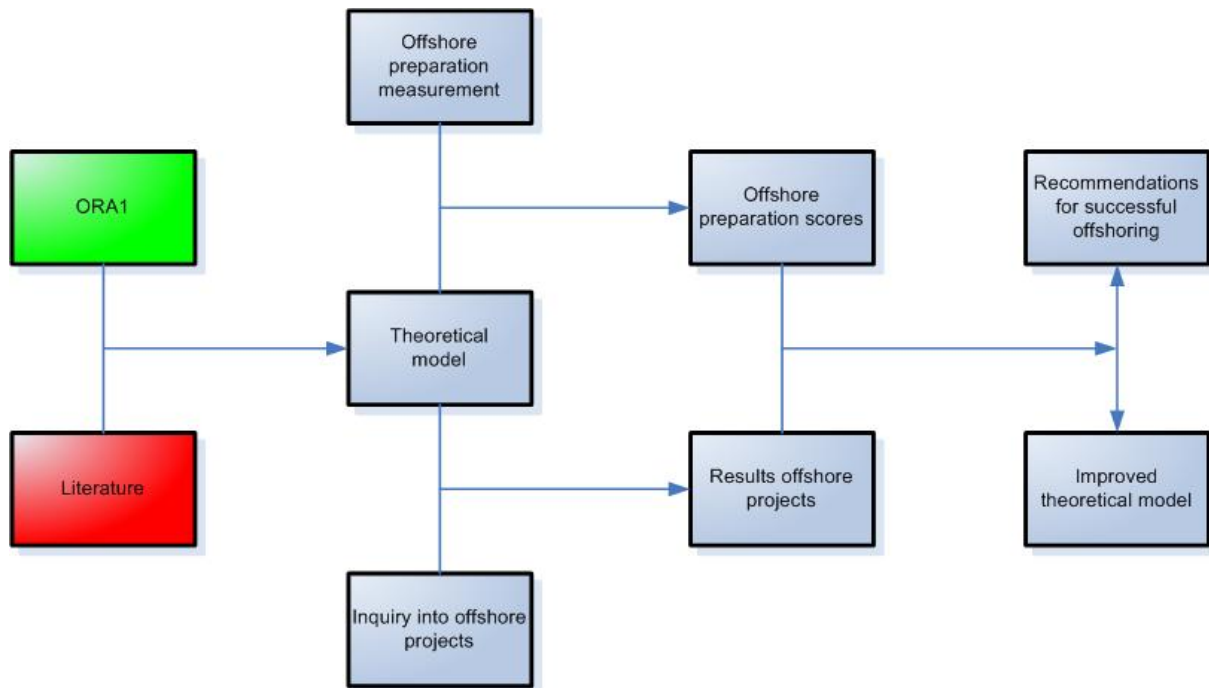 Offshore
preparation
measurement
ORA1
Offshore
preparation scores
Recommendations
for successful
offshoring
Theoretical
model
Literature
Results offshore
projects
Improved
theoretical model
Inquiry into offshore
projects